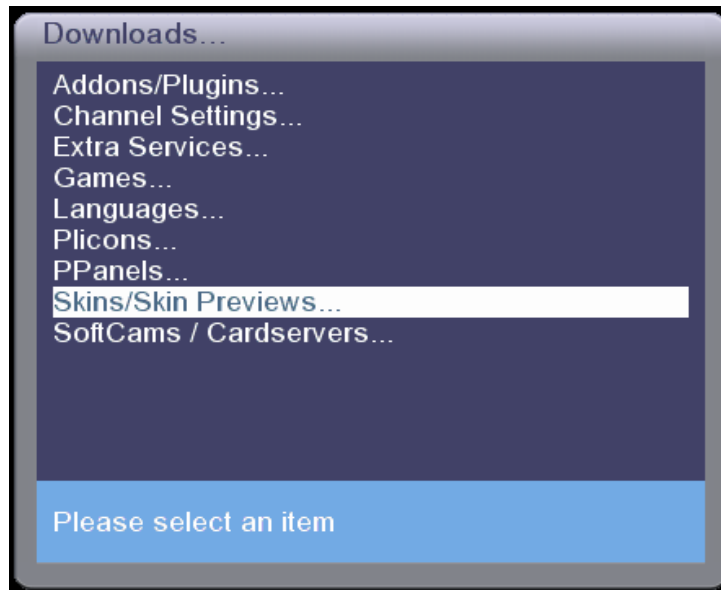 Downloads...
Addons/Plugins...
Channel Settings...
Extra Services...
Games...
Languages...
Plicons...
PPanels...
Skins/Skin Previews...
SoftCams / Cardservers...
Please select an item